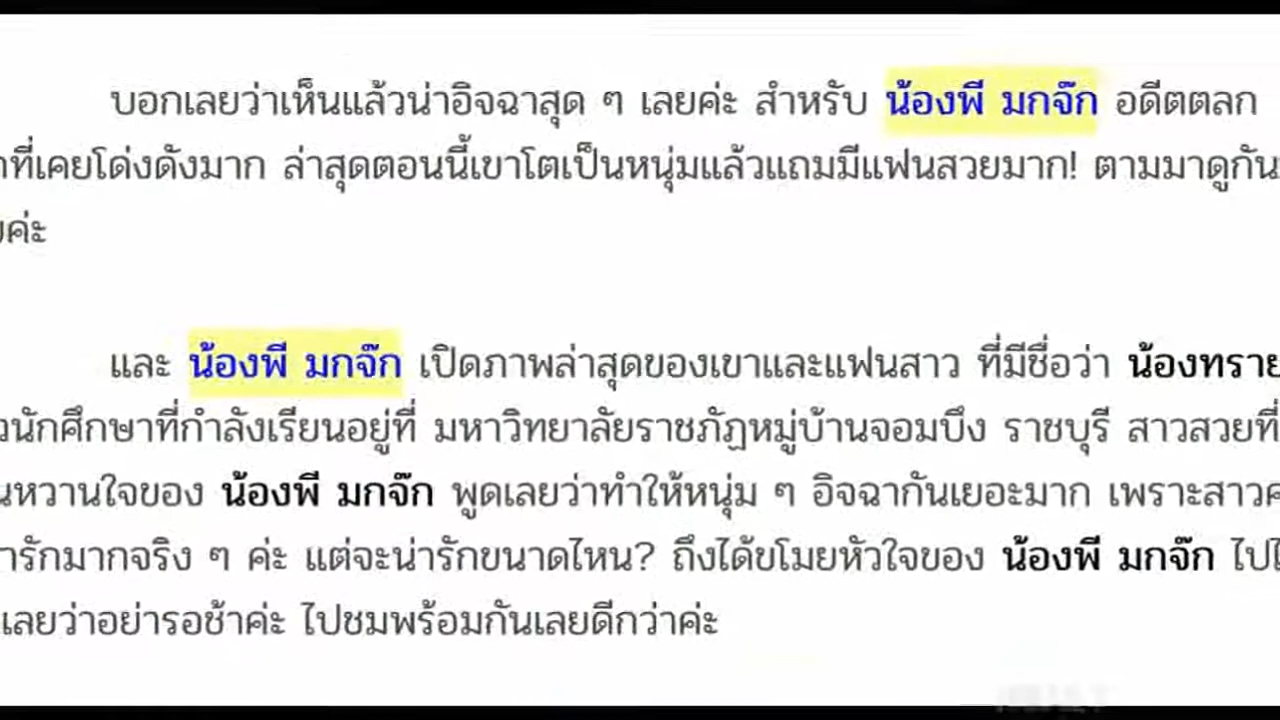 บอกเลยว่าเห็นแล้วน่าอิจฉาสุด ๆ เลยค่ะ สำหรับ น้องพี มกจ๊ก อดีตตลก
ที่เคยโด่งดังมาก ล่าสุดตอนนี้เขาโตเป็นหนุ่มแล้วแถมมีแฟนสวยมาก! ตามมาดูกัน
ค่ะ
และ น้องพี มกจ๊ก เปิดภาพล่าสุดของเขาและแฟนสาว ที่มีชื่อว่า น้องทราย
นักศึกษาที่กำลังเรียนอยู่ที่ มหาวิทยาลัยราชภัฏหมู่บ้านจอมบึง ราชบุรี สาวสวยที่
หวานใจของ น้องพี มกจ๊ก พูดเลยว่าทำให้หนุ่ม ๆ อิจฉากันเยอะมาก เพราะสาว
ารักมากจริง ๆ ค่ะ แต่จะน่ารักขนาดไหน? ถึงได้ขโมยหัวใจของ น้องพี มกจ๊ก ไป
เลยว่าอย่ารอช้าค่ะ ไปชมพร้อมกันเลยดีกว่าค่ะ